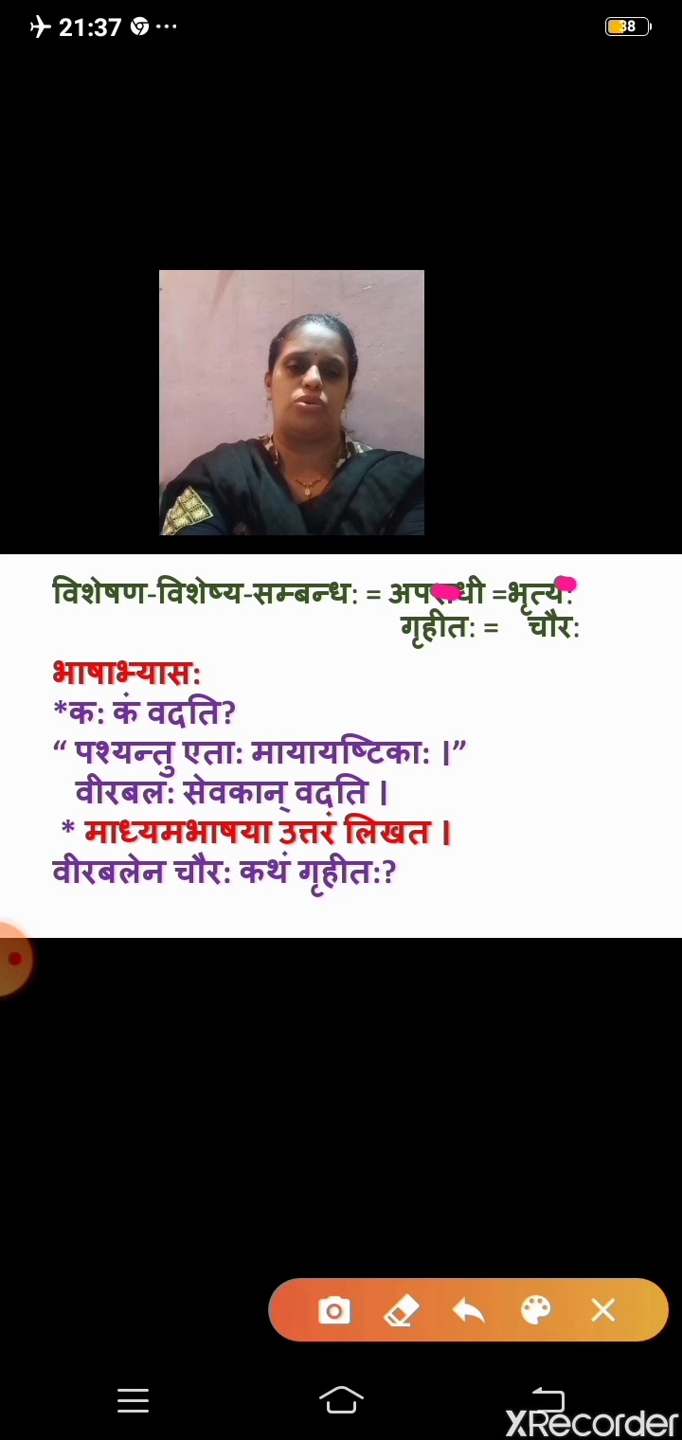 21:37
38
विशेषण-विशेष्य-सम्बन्ध: = अपराधी =भृत्य:
गृहीत: = चौर:
भाषाभ्यास:
*क: कं वदति?
“ पश्यन्तु एता: मायायष्टिका: |”
वीरबल: सेवकान् वदति |
* माध्यमभाषया उत्तरं लिखत |
वीरबलेन चौर: कथं गृहीत:?
XRecorder